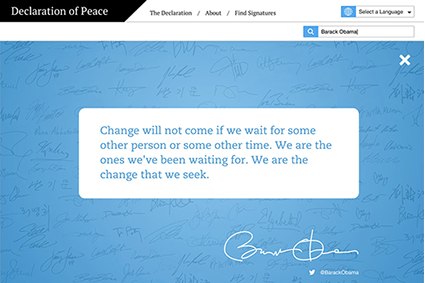 Declaration of Peace
The Declaration / About / Find Signatures
Select a Language
Barack Obama
Change will not come if we wait for some
other person or some other time. We are the
ones we've been waiting for. We are the
change that we seek.
@BarackObama